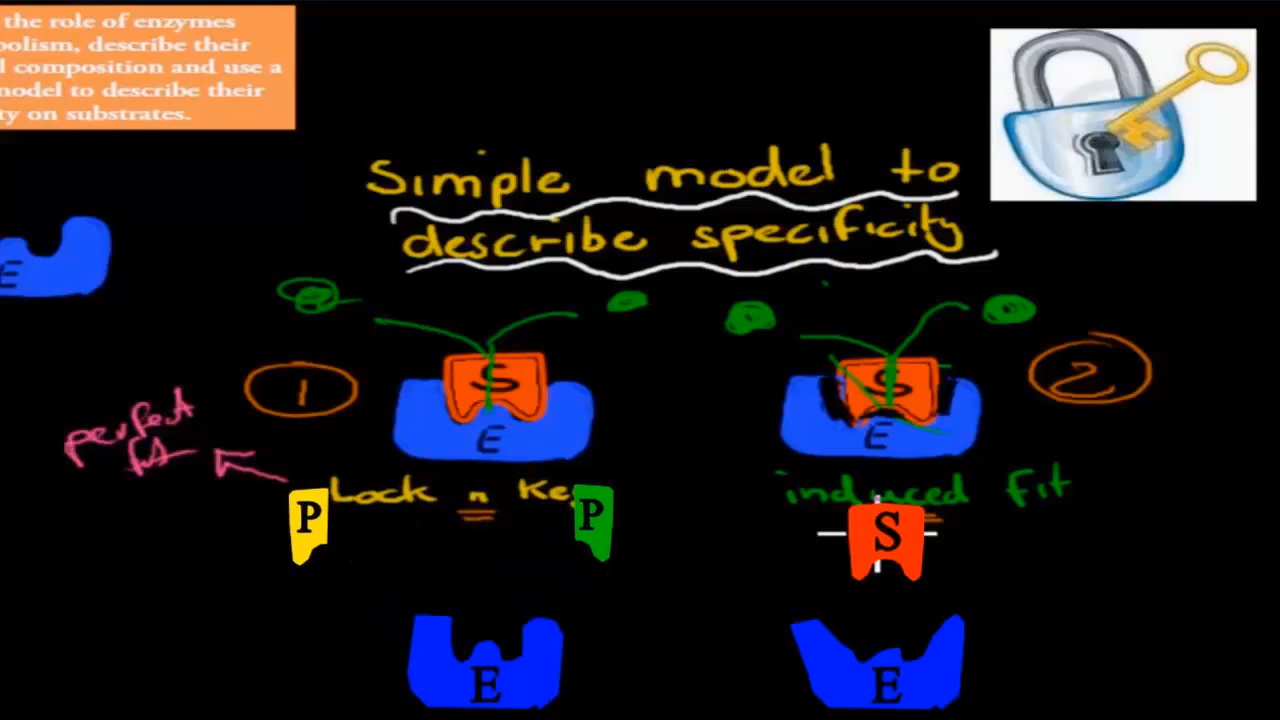 the role of enzymes
bolism, describe their
l composition and use a
model to describe their
ty on substrates.
Simple model to
describe specificity
E
1
S
E
S
E
2
perfect
fit
Lock n Key
induced fit
P
P
S
E
E